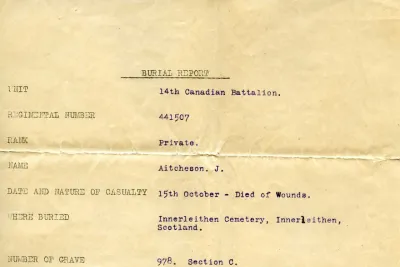 BURIAL REPORT
UNIT 14th Canadian Battalion.
REGIMENTAL NUMBER 441507
RANK Private.
NAME Aitcheson, J.
DATE AND NATURE OF CASUALTY 15th October - Died of Wounds.
WHERE BURIED Innerleithen Cemetery, Innerleithen,
Scotland.
NUMBER OF GRAVE 978, Section C.